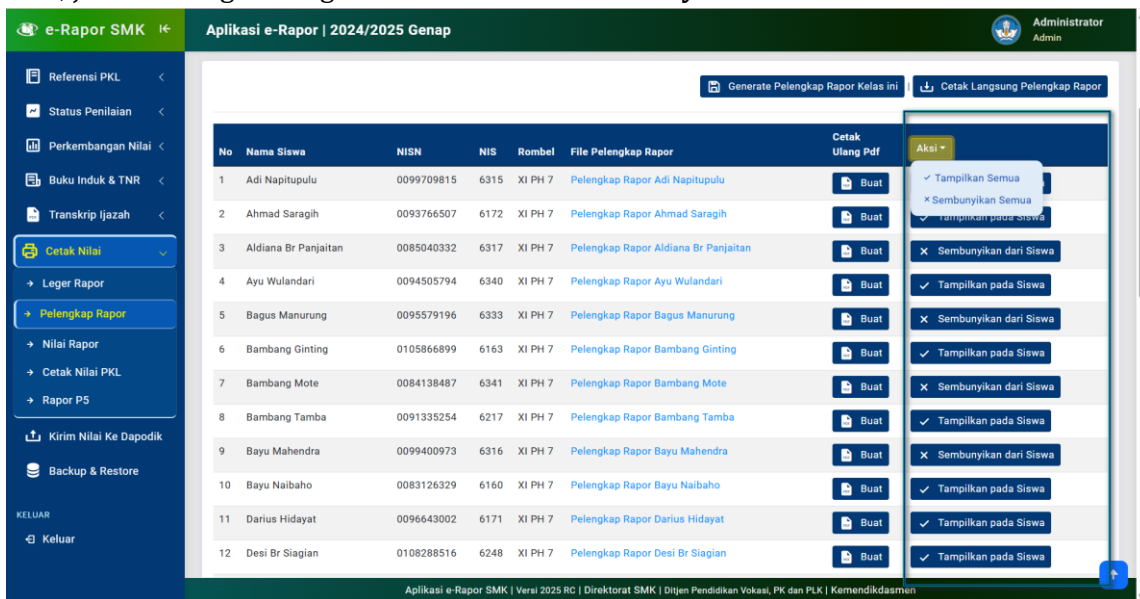 e-Rapor SMK
Aplikasi e-Rapor | 2024/2025 Genap
Administrator
Admin
Referensi PKL
Status Penilaian
Perkembangan Nilai
Buku Induk & TNR
Transkrip Ijazah
Cetak Nilai
Leger Rapor
Pelengkap Rapor
Nilai Rapor
Cetak Nilai PKL
Rapor P5
Kirim Nilai Ke Dapodik
Backup & Restore
KELUAR
Keluar
Generate Pelengkap Rapor Kelas ini | Cetak Langsung Pelengkap Rapor
No Nama Siswa NISN NIS Rombel File Pelengkap Rapor Cetak Ulang Pdf Aksi
Tampilkan Semua
Sembunyikan Semua
1 Adi Napitupulu 0099709815 6315 XI PH 7 Pelengkap Rapor Adi Napitupulu Buat
2 Ahmad Saragih 0093766507 6172 XI PH 7 Pelengkap Rapor Ahmad Saragih Buat Tampilkan pada Siswa
3 Aldiana Br Panjaitan 0085040332 6317 XI PH 7 Pelengkap Rapor Aldiana Br Panjaitan Buat Sembunyikan dari Siswa
4 Ayu Wulandari 0094505794 6340 XI PH 7 Pelengkap Rapor Ayu Wulandari Buat Tampilkan pada Siswa
5 Bagus Manurung 0095579196 6333 XI PH 7 Pelengkap Rapor Bagus Manurung Buat Sembunyikan dari Siswa
6 Bambang Ginting 0105866899 6163 XI PH 7 Pelengkap Rapor Bambang Ginting Buat Tampilkan pada Siswa
7 Bambang Mote 0084138487 6341 XI PH 7 Pelengkap Rapor Bambang Mote Buat Sembunyikan dari Siswa
8 Bambang Tamba 0091335254 6217 XI PH 7 Pelengkap Rapor Bambang Tamba Buat Tampilkan pada Siswa
9 Bayu Mahendra 0099400973 6316 XI PH 7 Pelengkap Rapor Bayu Mahendra Buat Sembunyikan dari Siswa
10 Bayu Naibaho 0083126329 6160 XI PH 7 Pelengkap Rapor Bayu Naibaho Buat Tampilkan pada Siswa
11 Darius Hidayat 0096643002 6171 XI PH 7 Pelengkap Rapor Darius Hidayat Buat Tampilkan pada Siswa
12 Desi Br Siagian 0108288516 6248 XI PH 7 Pelengkap Rapor Desi Br Siagian Buat Tampilkan pada Siswa
Aplikasi e-Rapor SMK | Versi 2025 RC | Direktorat SMK | Ditjen Pendidikan Vokasi, PK dan PLK | Kemendikdasmen